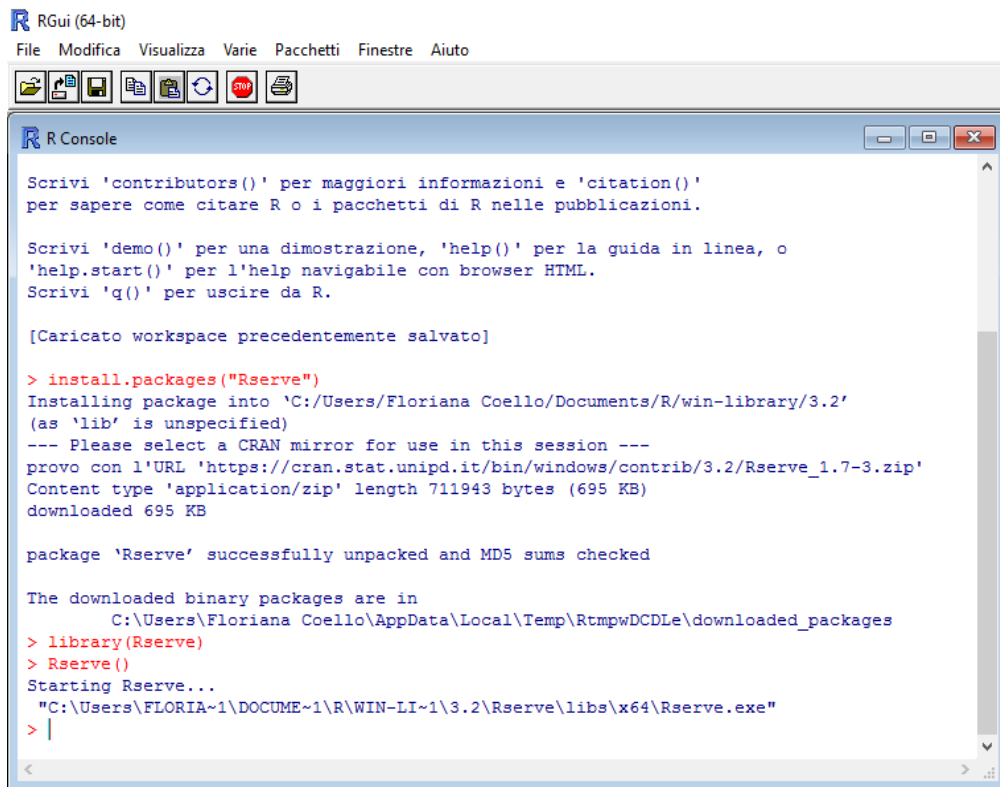 RGui (64-bit)
File Modifica Visualizza Varie Pacchetti Finestre Aiuto
STOP
R Console
Scrivi 'contributors()' per maggiori informazioni e 'citation()'
per sapere come citare R o i pacchetti di R nelle pubblicazioni.
Scrivi 'demo()' per una dimostrazione, 'help()' per la guida in linea, o
'help.start()' per l'help navigabile con browser HTML.
Scrivi 'q()' per uscire da R.
[Caricato workspace precedentemente salvato]
> install.packages("Rserve")
Installing package into ‘C:/Users/Floriana Coello/Documents/R/win-library/3.2’
(as ‘lib’ is unspecified)
--- Please select a CRAN mirror for use in this session ---
provo con l'URL 'https://cran.stat.unipd.it/bin/windows/contrib/3.2/Rserve_1.7-3.zip'
Content type 'application/zip' length 711943 bytes (695 KB)
downloaded 695 KB
package ‘Rserve’ successfully unpacked and MD5 sums checked
The downloaded binary packages are in
C:\Users\Floriana Coello\AppData\Local\Temp\RtmpwDCDLe\downloaded_packages
> library(Rserve)
> Rserve()
Starting Rserve...
"C:\Users\FLORIA~1\DOCUME~1\R\WIN-LI~1\3.2\Rserve\libs\x64\Rserve.exe"
>